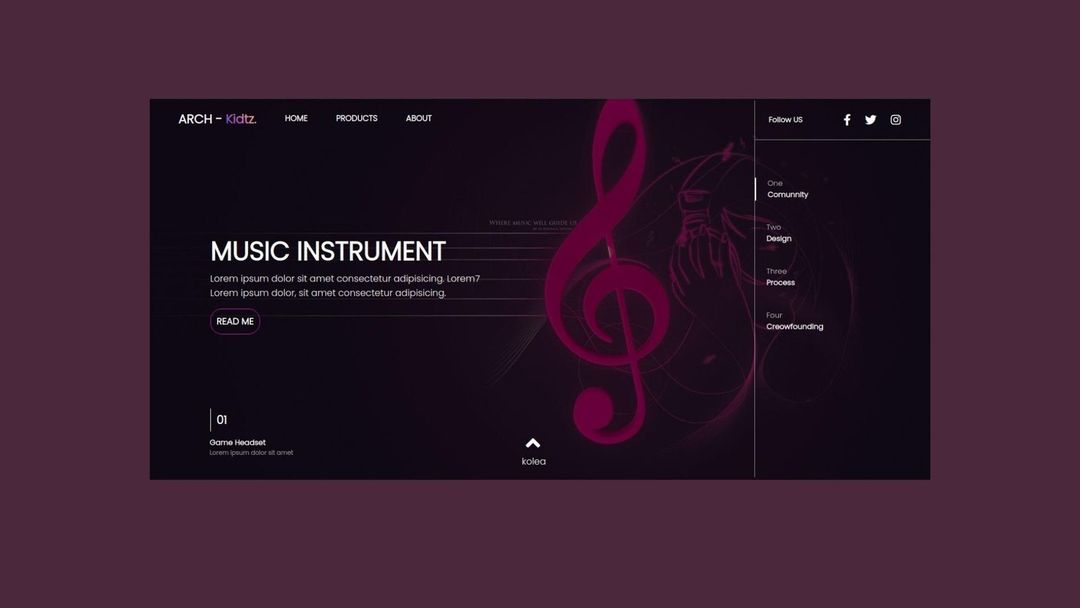 ARCH - Kidtz.
HOME PRODUCTS ABOUT
Follow US
WHERE MUSIC WELL GUIDE US
MUSIC INSTRUMENT
Lorem ipsum dolor sit amet consectetur adipisicing. Lorem7
Lorem ipsum dolor, sit amet consectetur adipisicing.
READ ME
01
Game Headset
Lorem ipsum dolor sit amet
kolea
One
Comunnity
Two
Design
Three
Process
Four
Creowfounding